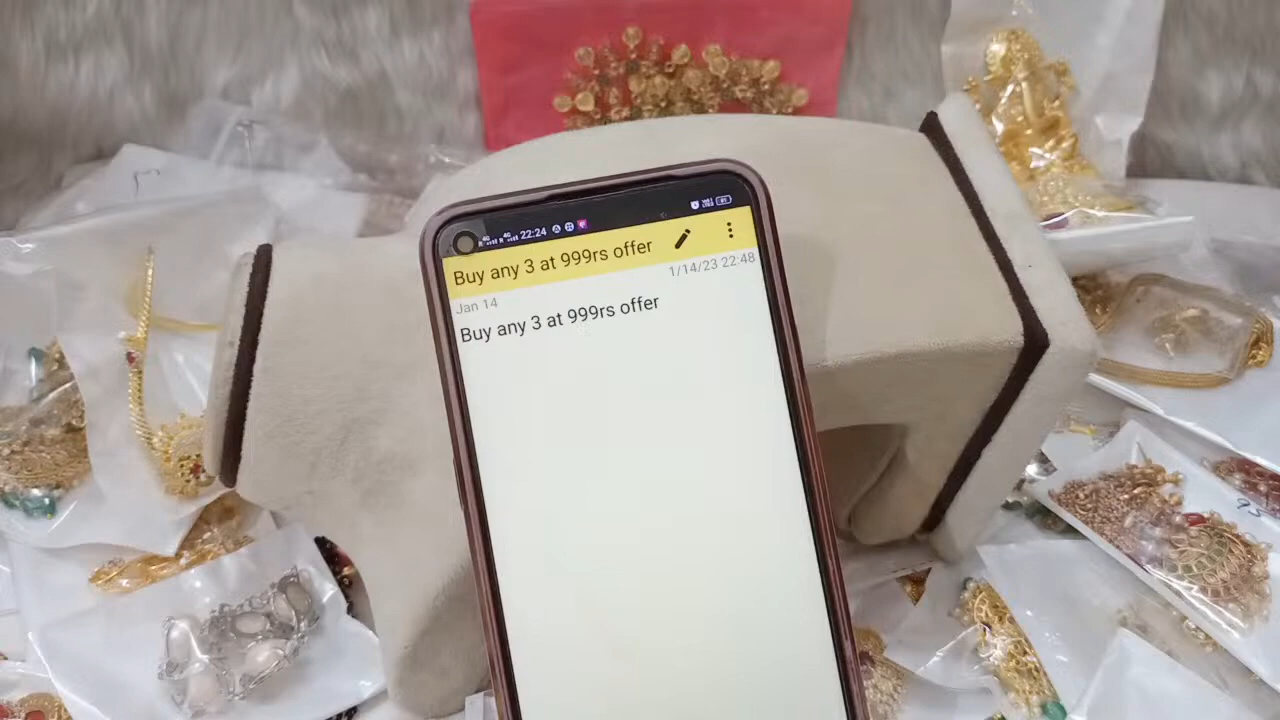 22:24
Buy any 3 at 999rs offer
Jan 14
1/14/23 22:48
Buy any 3 at 999rs offer